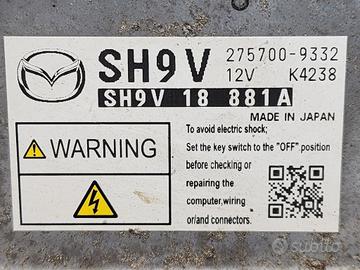 SH9V
275700-9332
12V K4238
SH9V 18 881A
MADE IN JAPAN
To avoid electric shock;
Set the key switch to the "OFF" position
before checking or
repairing the
computer,wiring
or/and connectors.
WARNING
subito